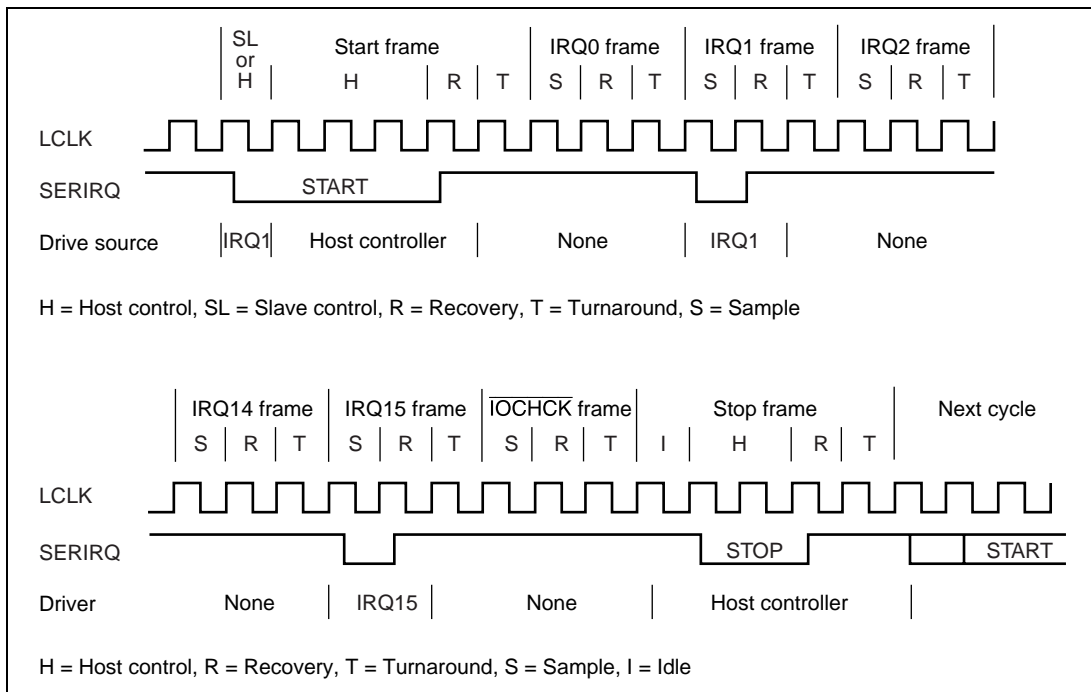 SL
or
H
Start frame
IRQ0 frame
IRQ1 frame
IRQ2 frame
H R T S R T S R T S R T
LCLK
SERIRQ
START
Drive source
IRQ1
Host controller
None
IRQ1
None
H = Host control, SL = Slave control, R = Recovery, T = Turnaround, S = Sample
IRQ14 frame
IRQ15 frame
IOCHCK frame
Stop frame
Next cycle
S R T S R T S R T I H R T
LCLK
SERIRQ
STOP
START
Driver
None
IRQ15
None
Host controller
H = Host control, R = Recovery, T = Turnaround, S = Sample, I = Idle